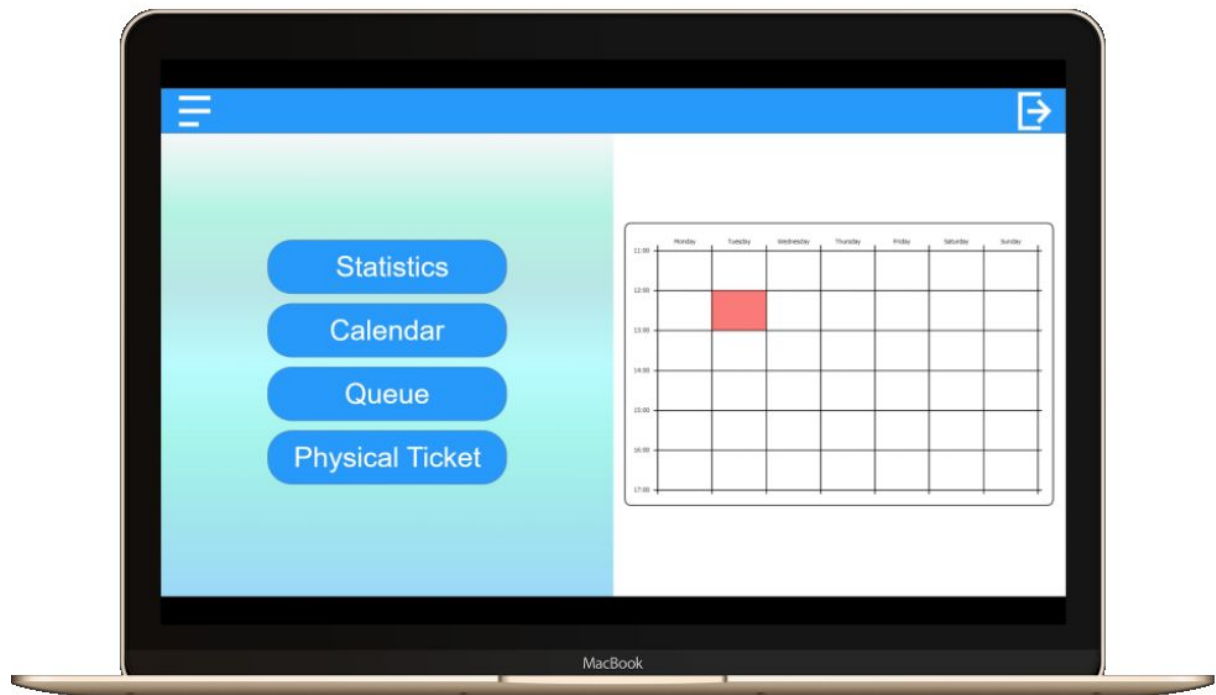 Statistics
Calendar
Queue
Physical Ticket
Monday Tuesday Wednesday Thursday Friday Saturday Sunday
11:00
12:00
13:00
14:00
15:00
16:00
17:00
MacBook